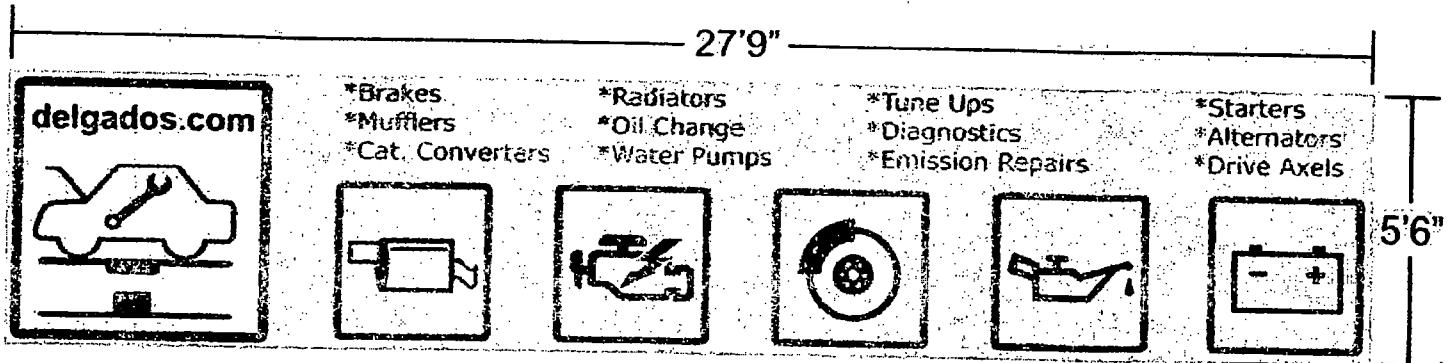 27'9"
delgados.com
*Brakes
*Mufflers
*Cat. Converters
*Radiators
*Oil Change
*Water Pumps
*Tune Ups
*Diagnostics
*Emission Repairs
*Starters
*Alternators
*Drive Axels
5'6"
- +